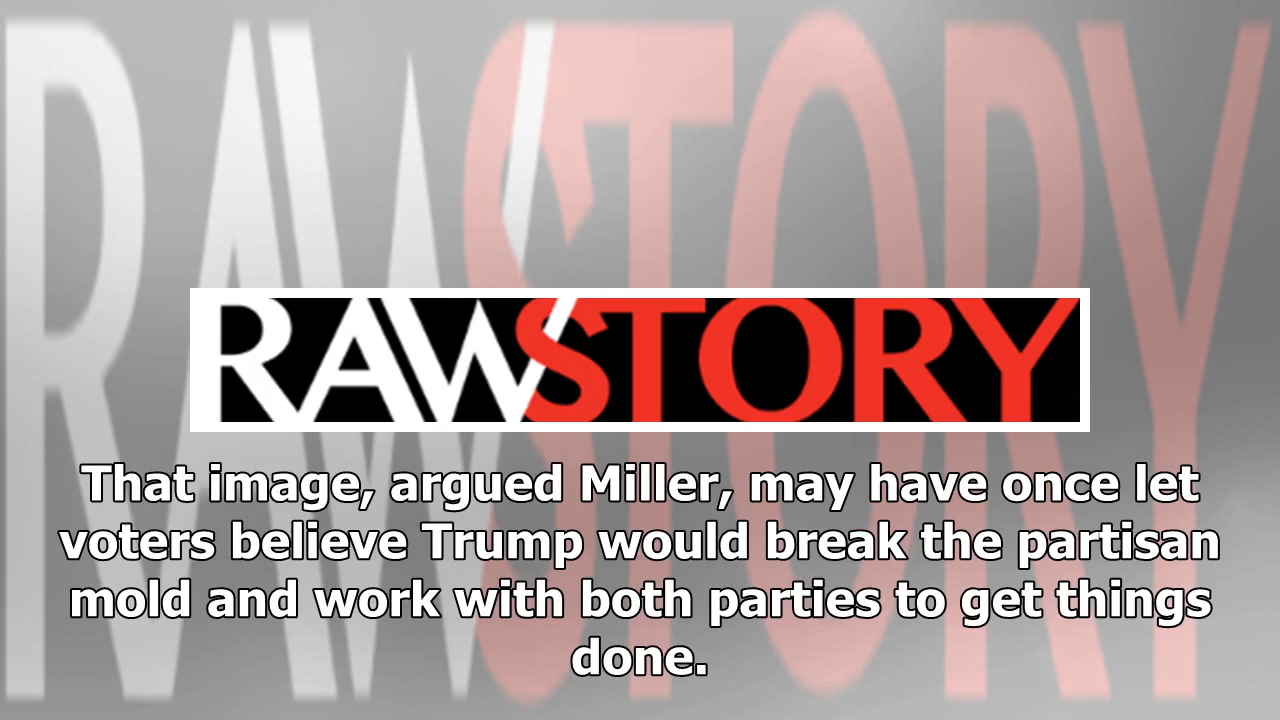 RAWSTORY
RAWSTORY
That image, argued Miller, may have once let
voters believe Trump would break the partisan
mold and work with both parties to get things
done.